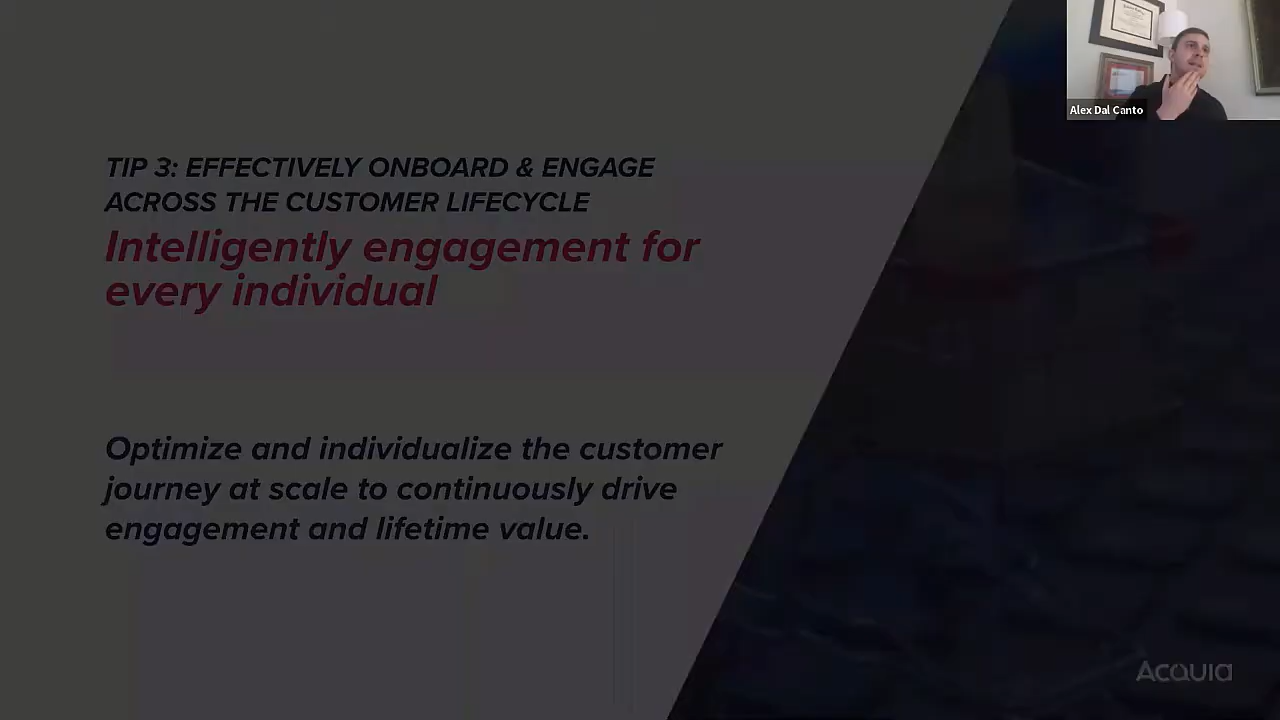 TIP 3: EFFECTIVELY ONBOARD & ENGAGE
ACROSS THE CUSTOMER LIFECYCLE
Intelligently engagement for
every individual
Optimize and individualize the customer
journey at scale to continuously drive
engagement and lifetime value.
Alex Dal Canto
Acquia